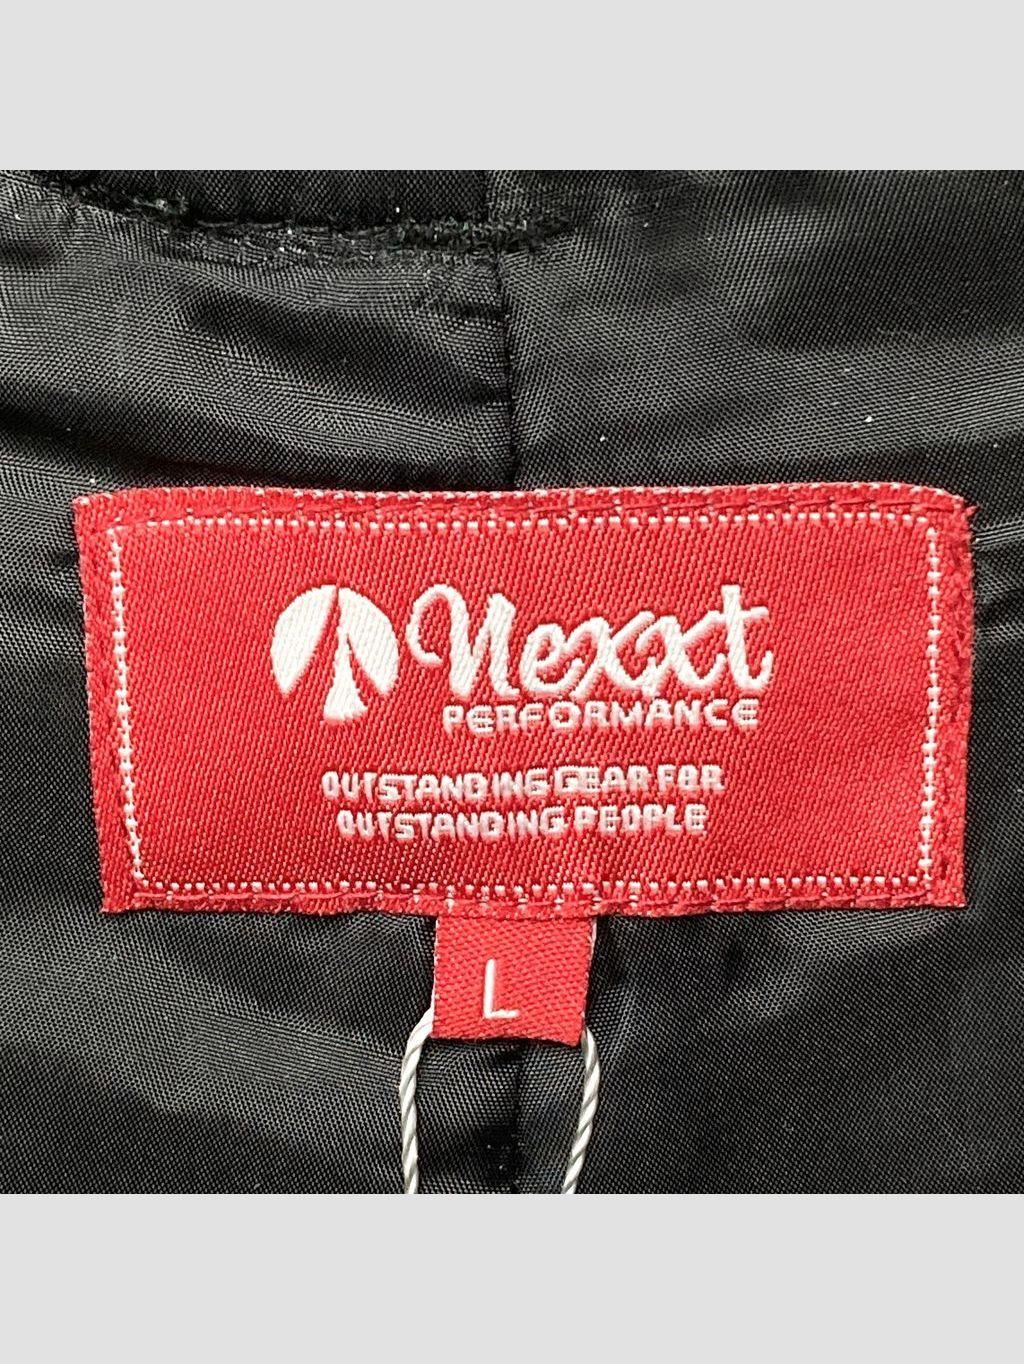 Nexxt
PERFORMANCE
OUTSTANDING GEAR FOR
OUTSTANDING PEOPLE
L